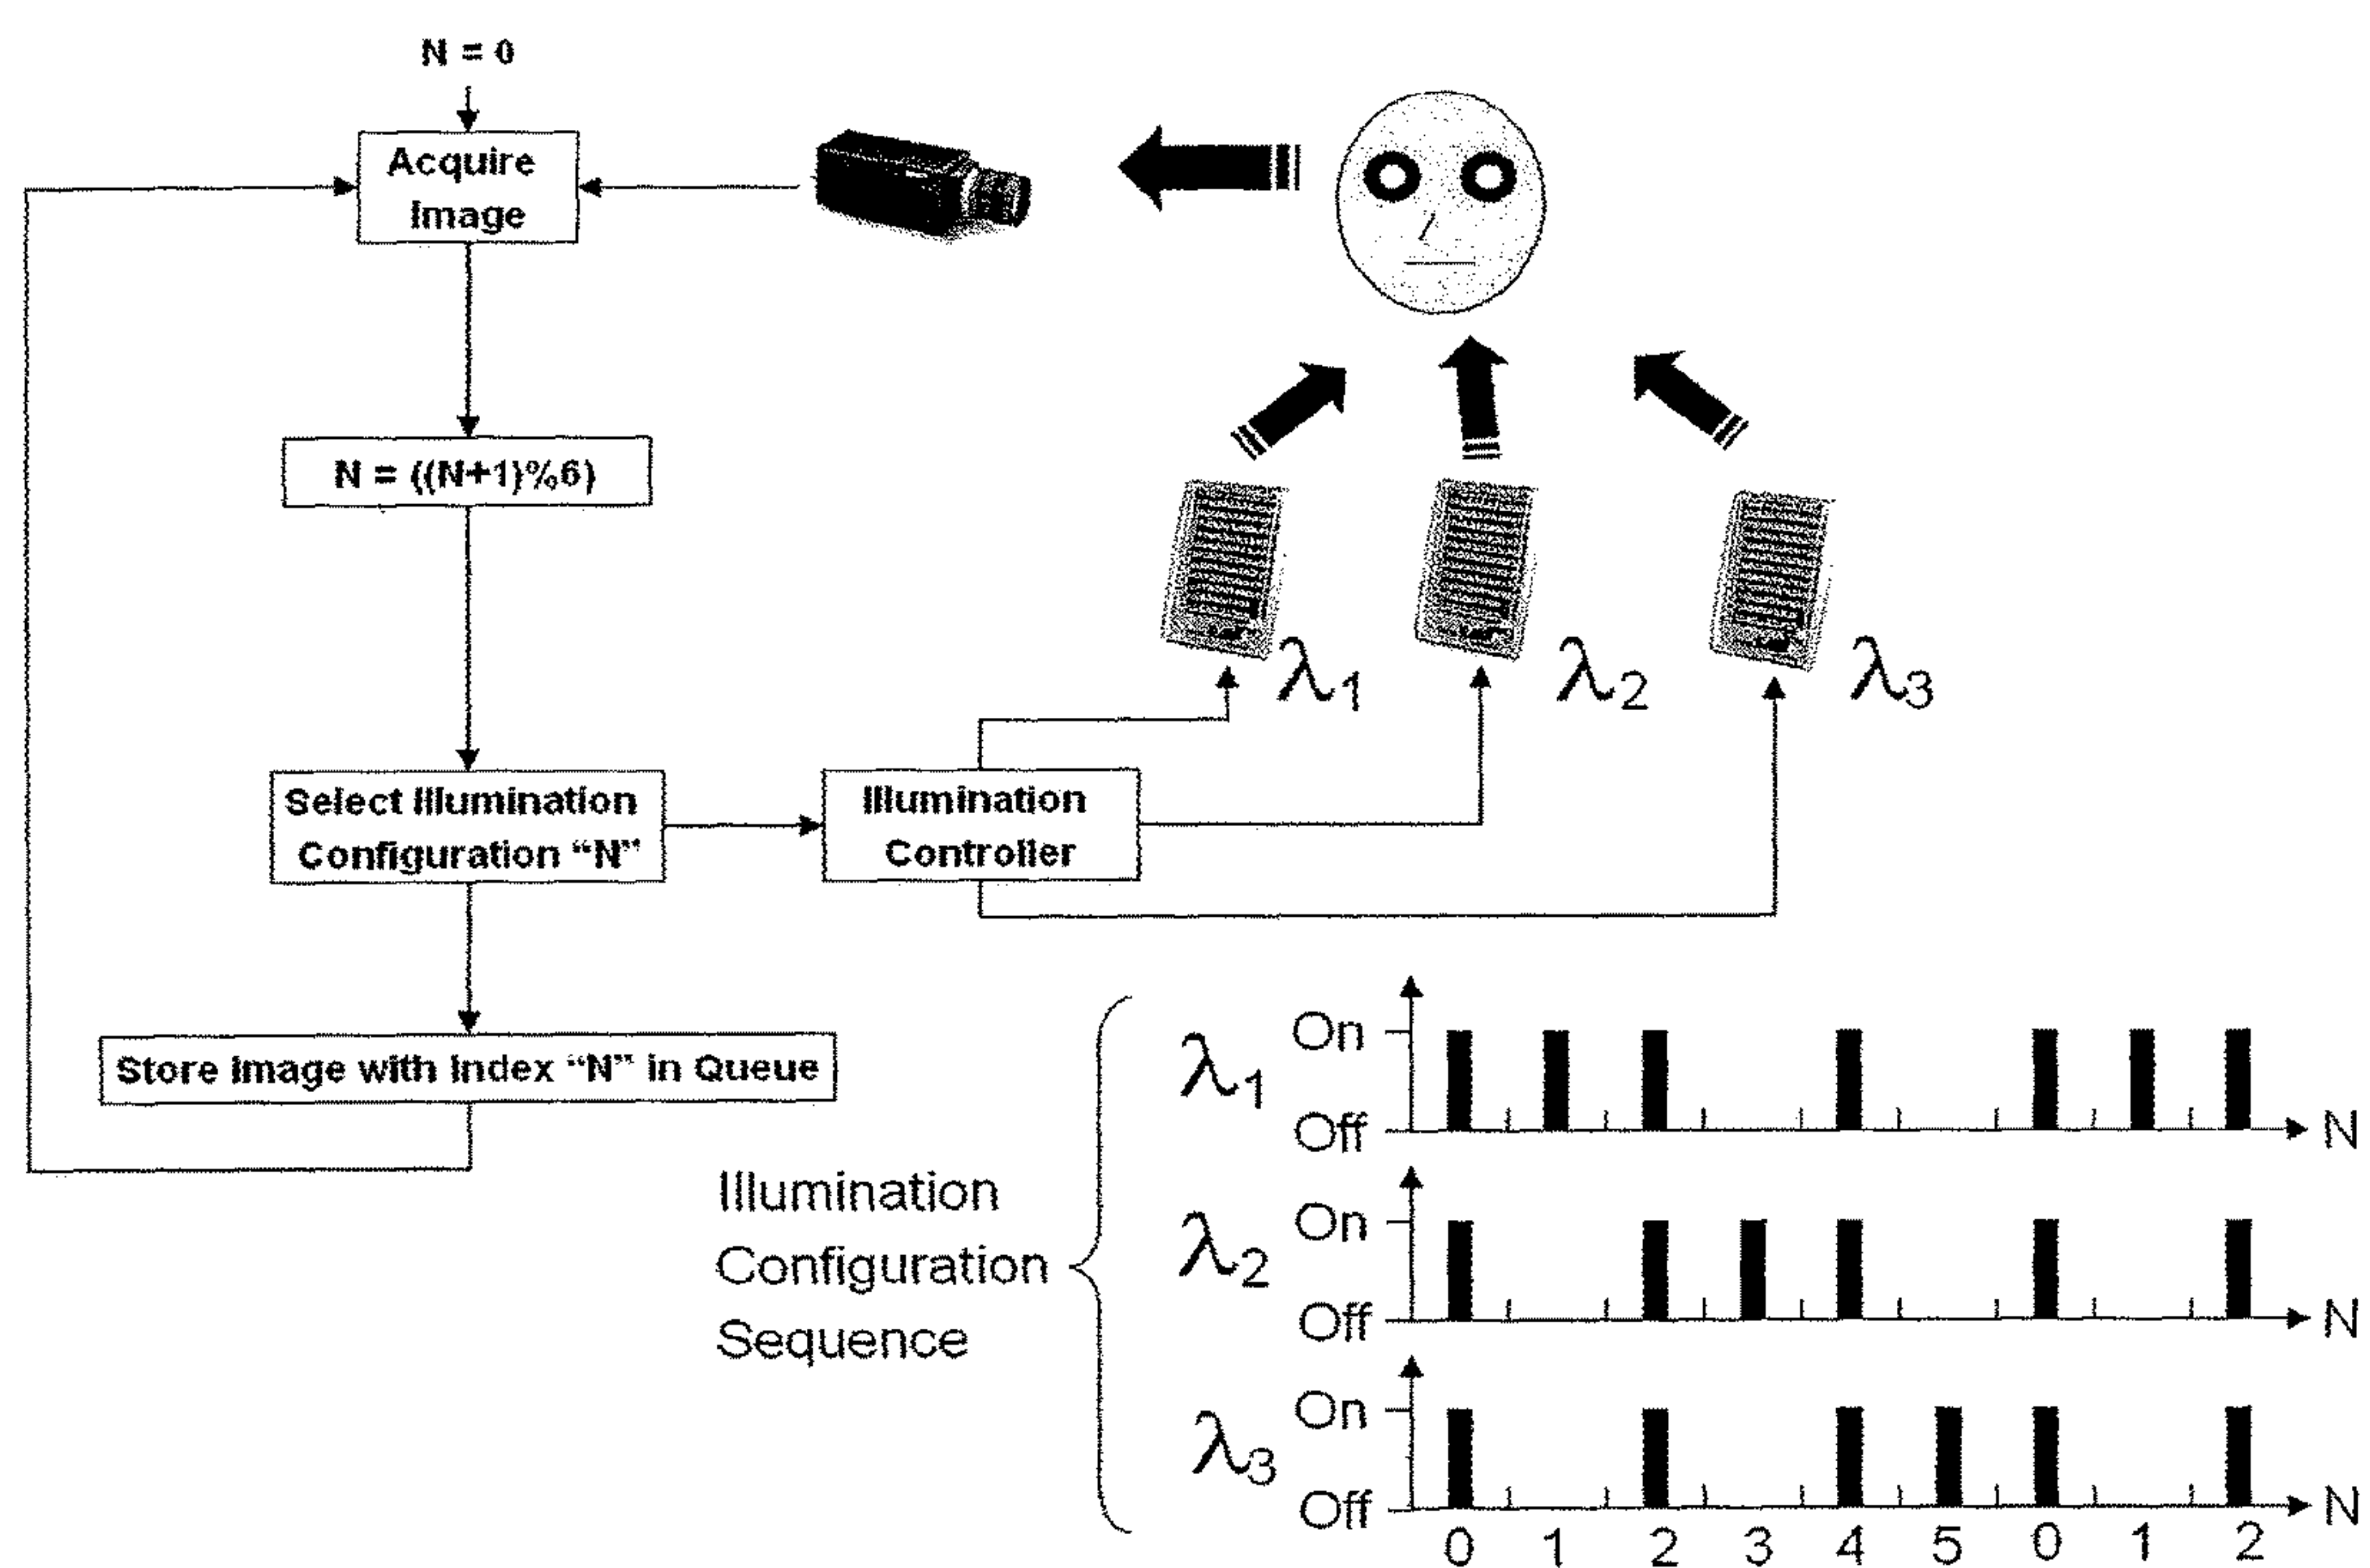 N = 0
Acquire
Image
N = ((N+1)%6)
Select Illumination
Configuration “N”
Illumination
Controller
Store Image with Index “N” in Queue
λ1
λ2
λ3
Illumination
Configuration
Sequence
λ1
On
Off
N
λ2
On
Off
N
λ3
On
Off
N
0 1 2 3 4 5 0 1 2